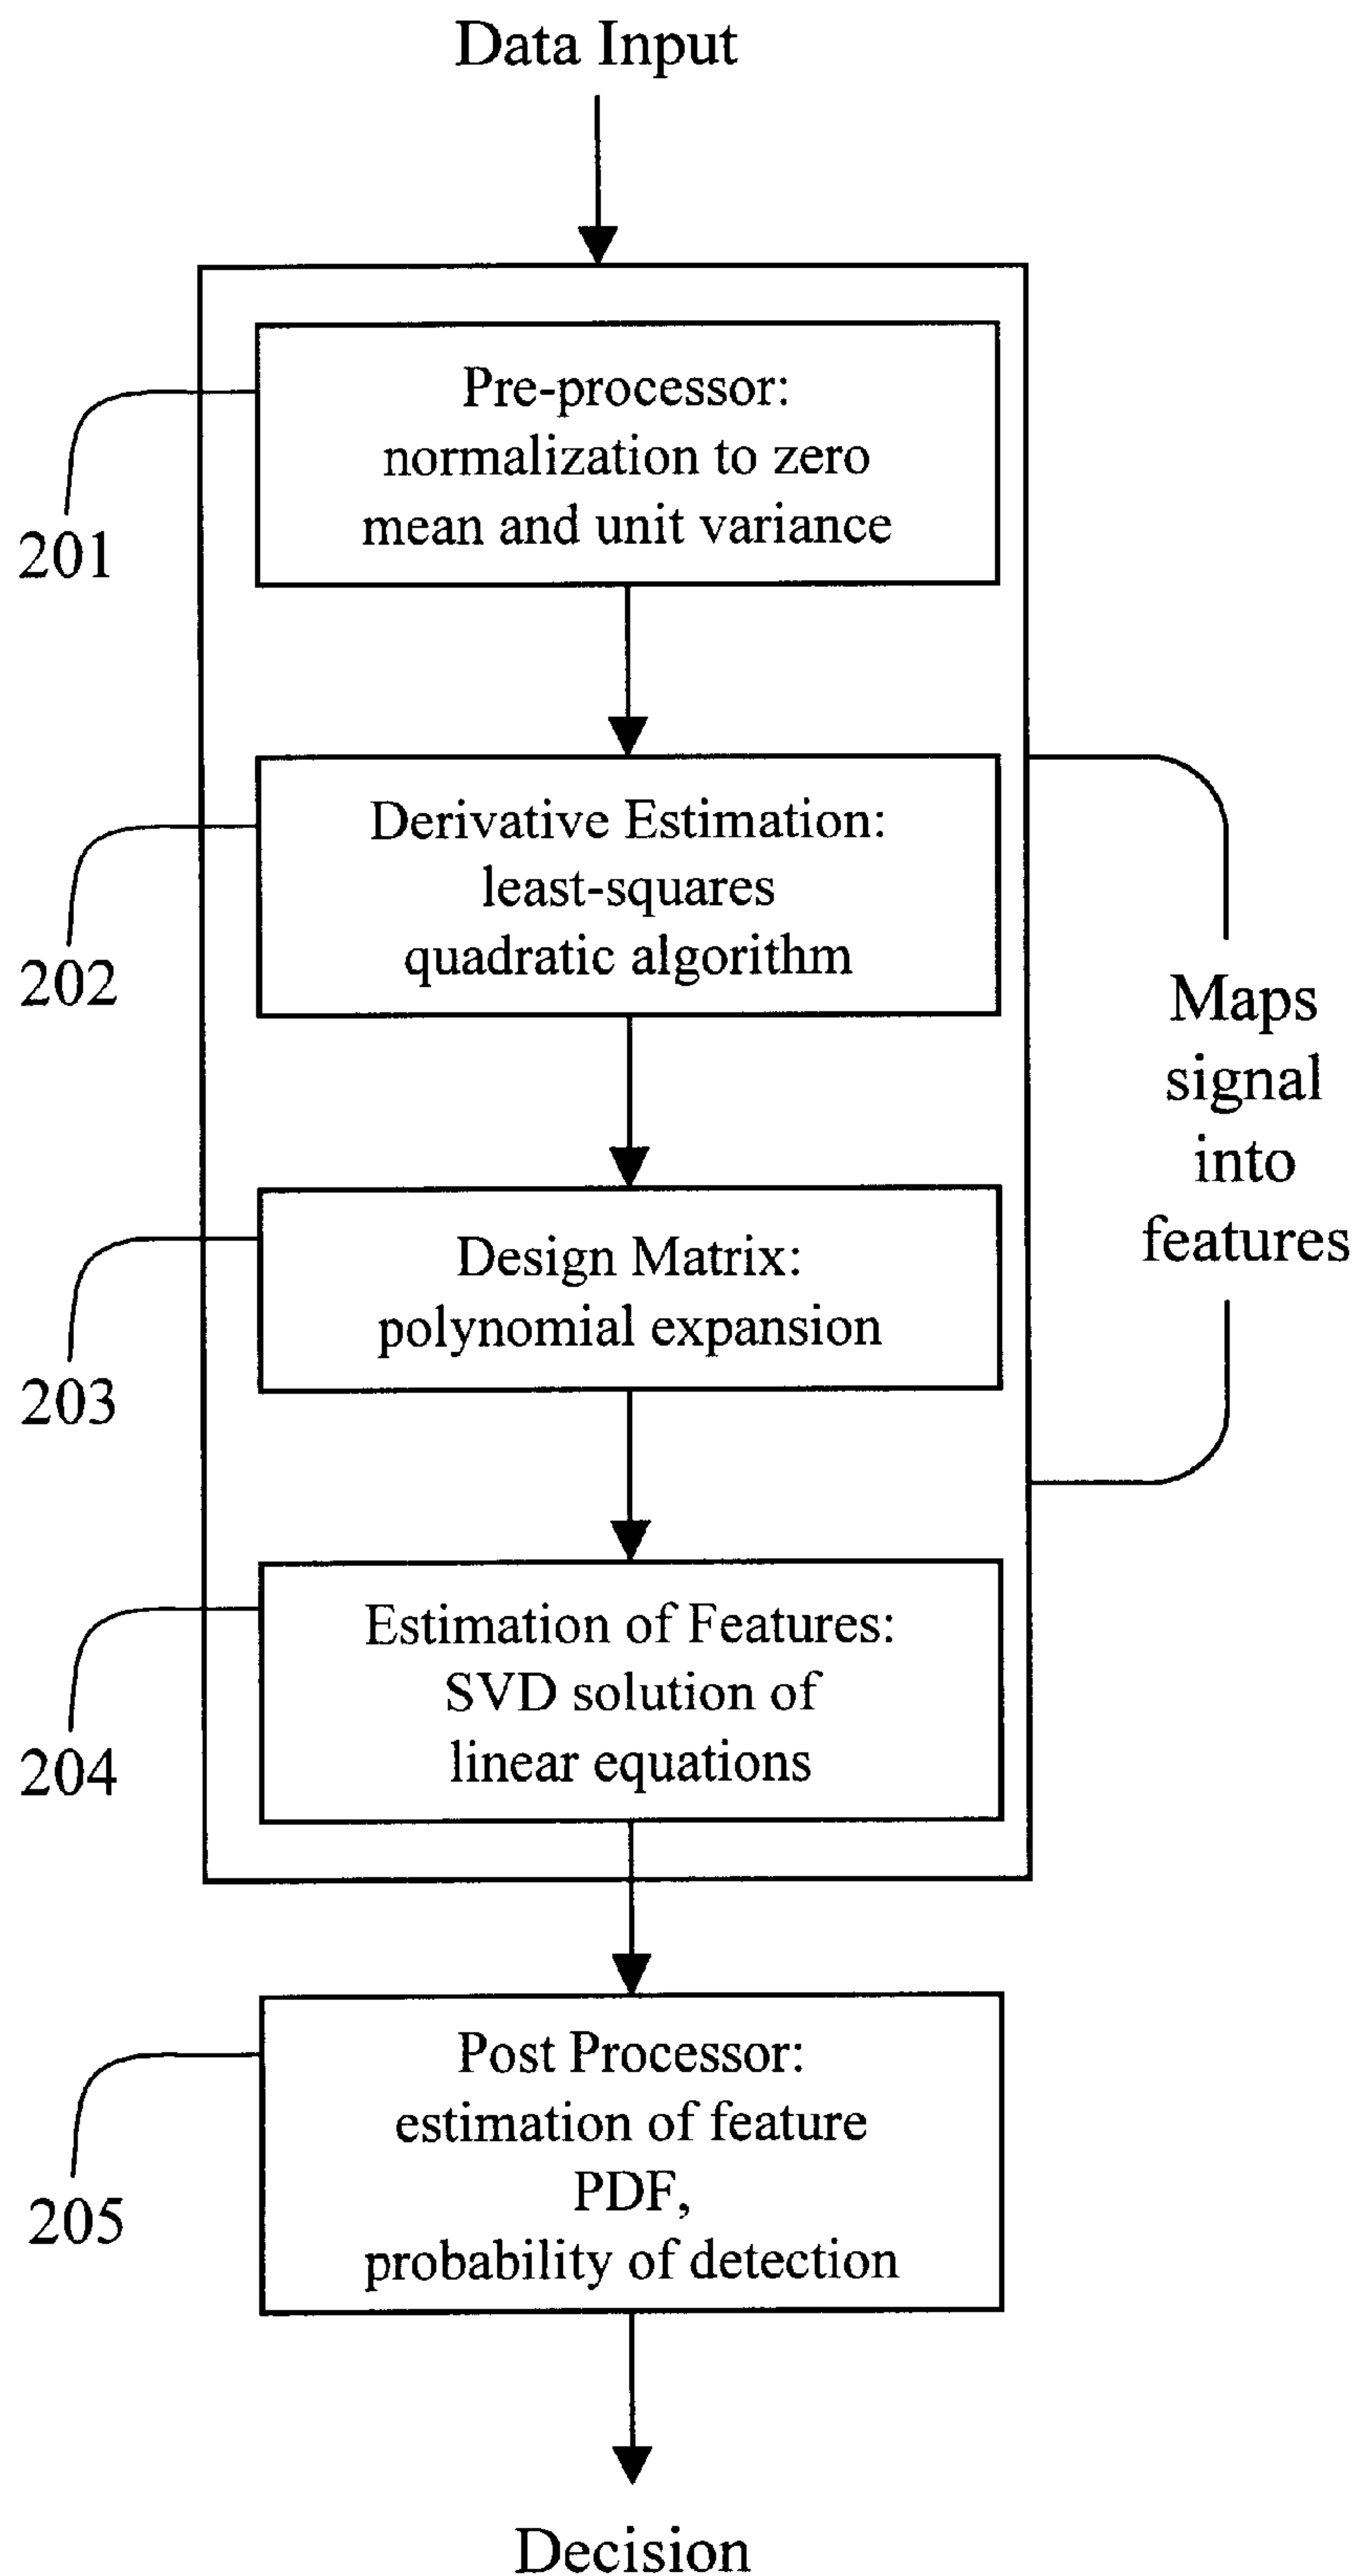 Data Input
Pre-processor:
normalization to zero
mean and unit variance
201
Derivative Estimation:
least-squares
quadratic algorithm
202
Maps
signal
into
features
Design Matrix:
polynomial expansion
203
Estimation of Features:
SVD solution of
linear equations
204
Post Processor:
estimation of feature
PDF,
probability of detection
205
Decision